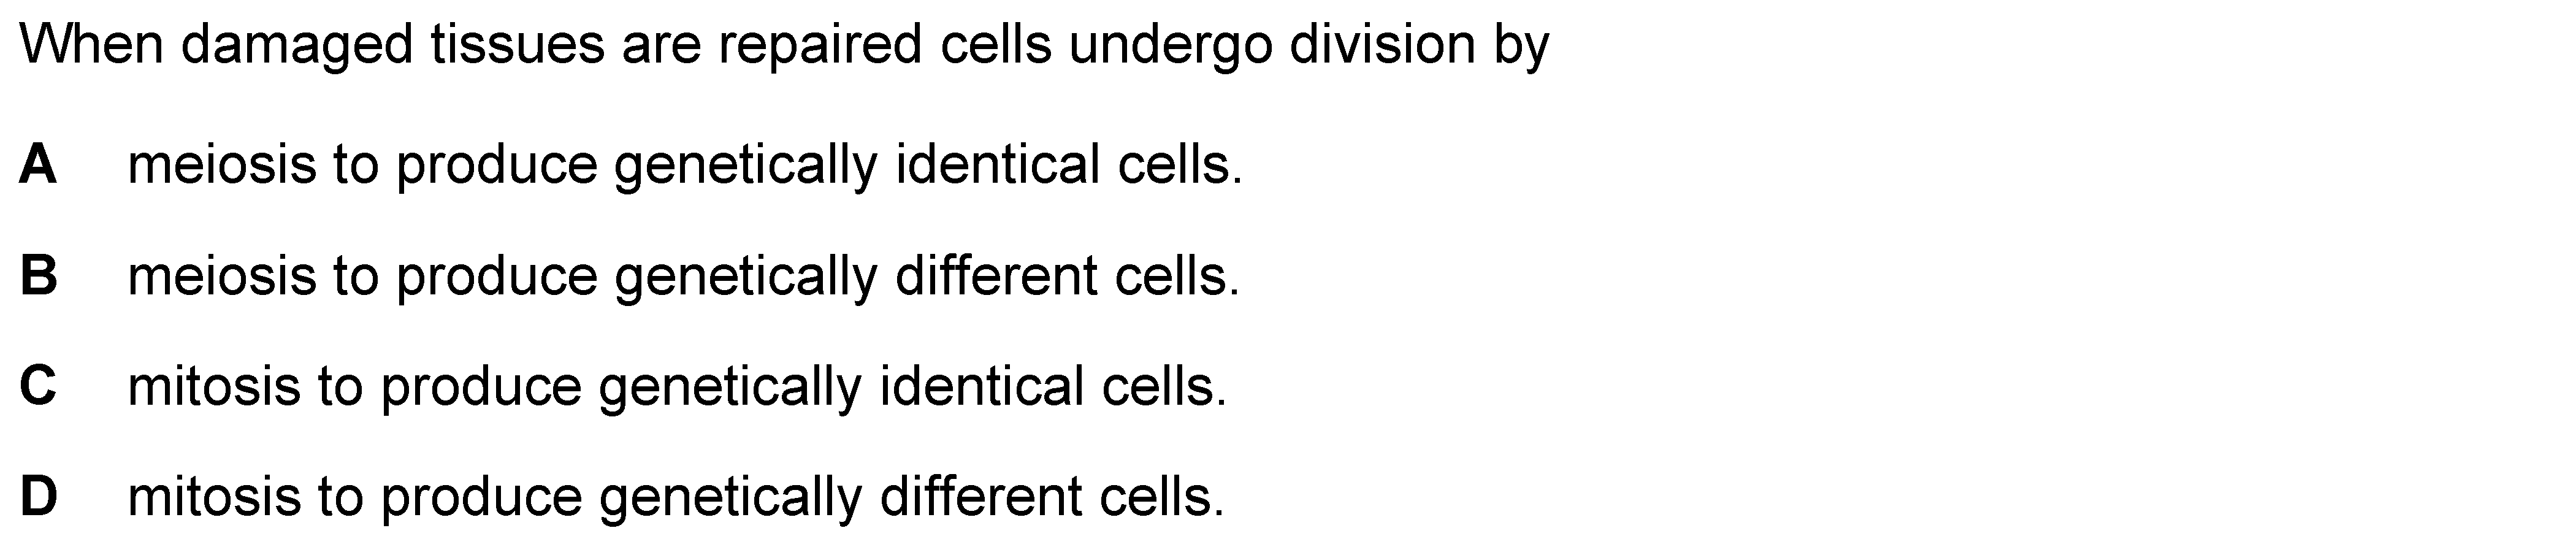 When damaged tissues are repaired cells undergo division by
A meiosis to produce genetically identical cells.
B meiosis to produce genetically different cells.
C mitosis to produce genetically identical cells.
D mitosis to produce genetically different cells.